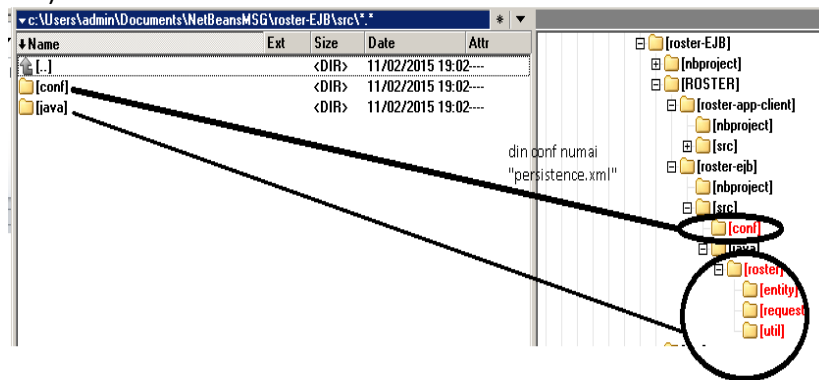 c:\Users\admin\Documents\NetBeansMSG\roster-EJB\src\*.*
* ▼
Name Ext Size Date Attr
[..] <DIR> 11/02/2015 19:02----
[conf] <DIR> 11/02/2015 19:02----
[java] <DIR> 11/02/2015 19:02----
din conf numai
"persistence.xml"
[roster-EJB]
[nbproject]
[ROSTER]
[roster-app-client]
[nbproject]
[src]
[roster-ejb]
[nbproject]
[src]
[conf]
[java]
[roster]
[entity]
[request
[util]